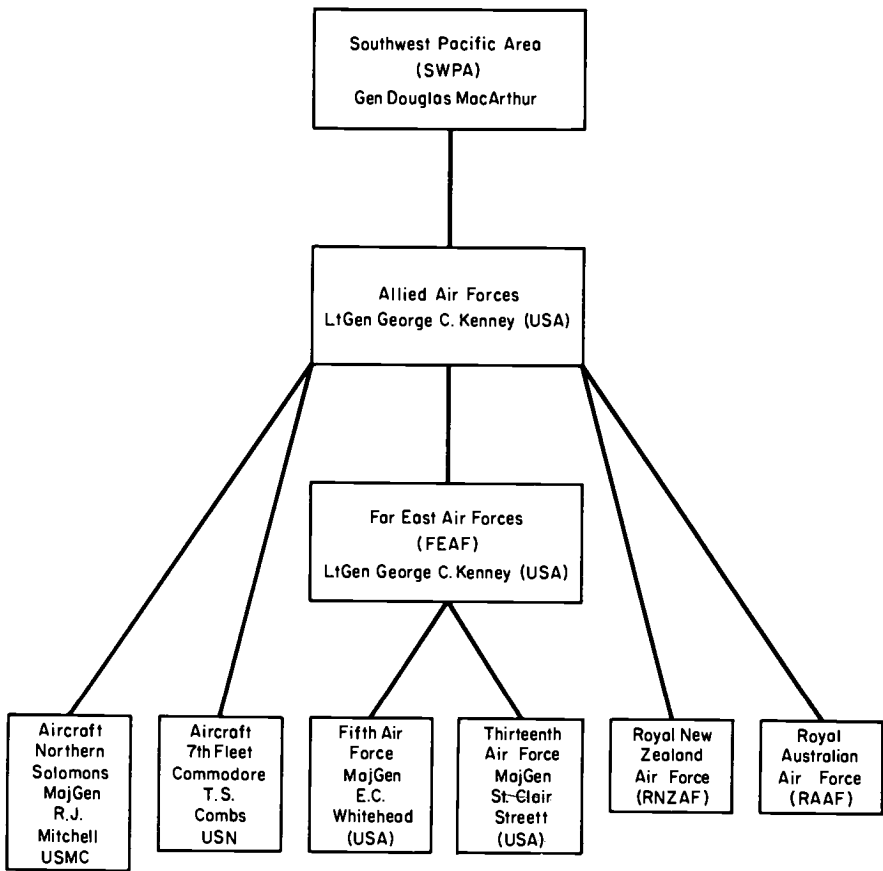 Southwest Pacific Area
(SWPA)
Gen Douglas MacArthur
Allied Air Forces
LtGen George C. Kenney (USA)
Far East Air Forces
(FEAF)
LtGen George C. Kenney (USA)
Aircraft
Northern
Solomons
MajGen
R.J.
Mitchell
USMC
Aircraft
7th Fleet
Commodore
T.S.
Combs
USN
Fifth Air
Force
MajGen
E.C.
Whitehead
(USA)
Thirteenth
Air Force
MajGen
St. Clair
Streett
(USA)
Royal New
Zealand
Air Force
(RNZAF)
Royal
Australian
Air Force
(RAAF)